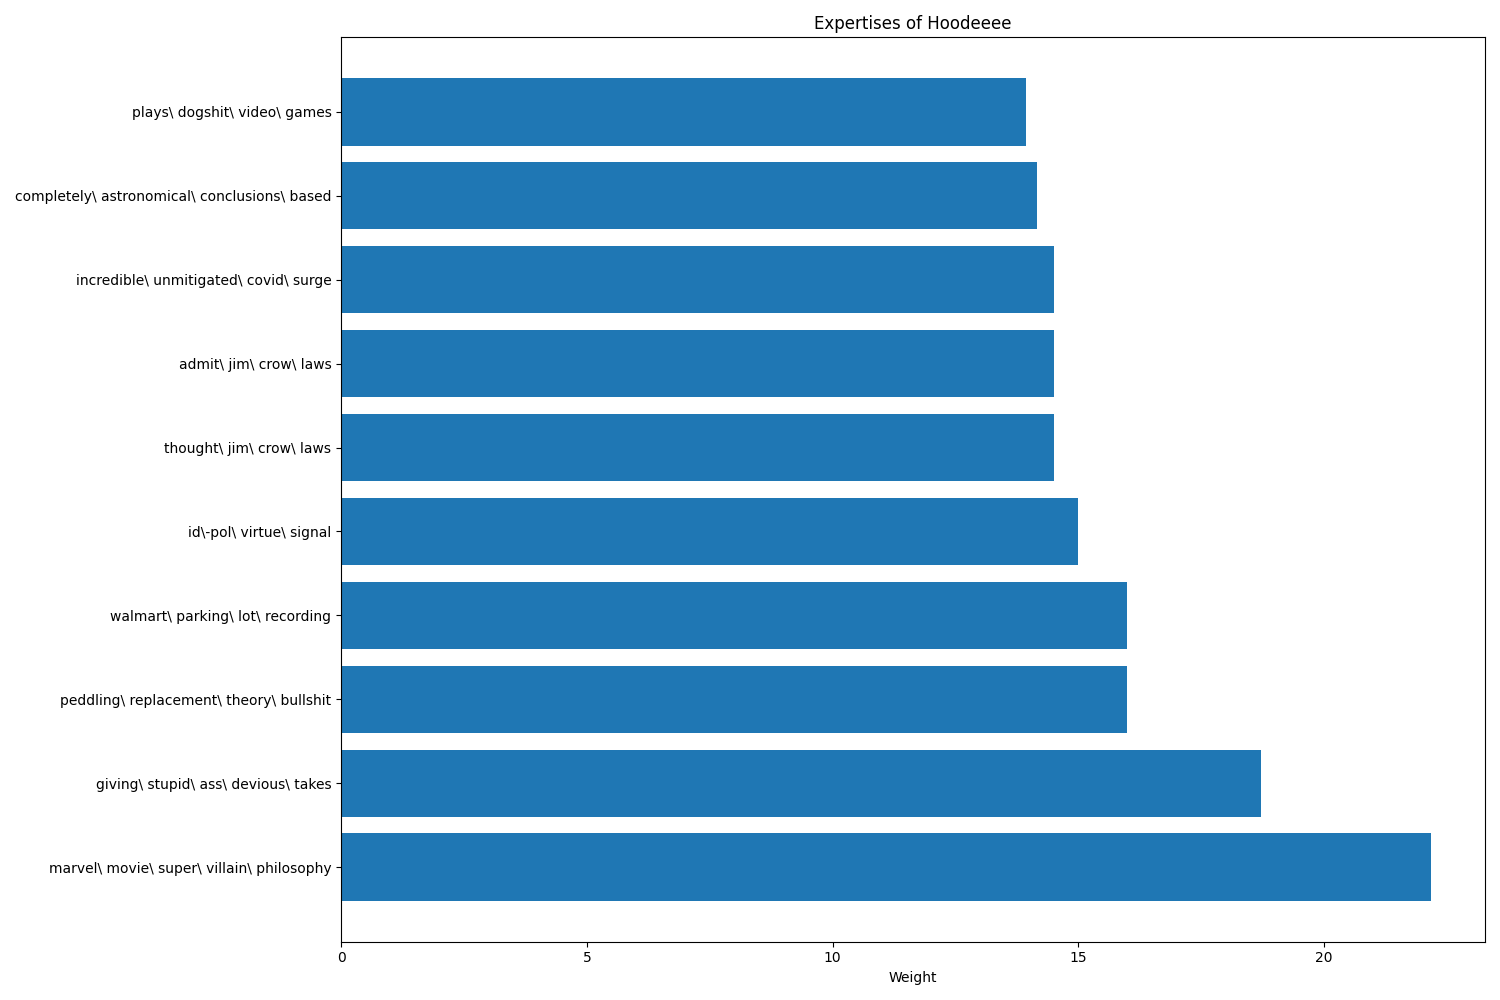 Expertises of Hoodeeee
plays\ dogshit\ video\ games
completely\ astronomical\ conclusions\ based
incredible\ unmitigated\ covid\ surge
admit\ jim\ crow\ laws
thought\ jim\ crow\ laws
id\-pol\ virtue\ signal
walmart\ parking\ lot\ recording
peddling\ replacement\ theory\ bullshit
giving\ stupid\ ass\ devious\ takes
marvel\ movie\ super\ villain\ philosophy
0 5 10 15 20
Weight